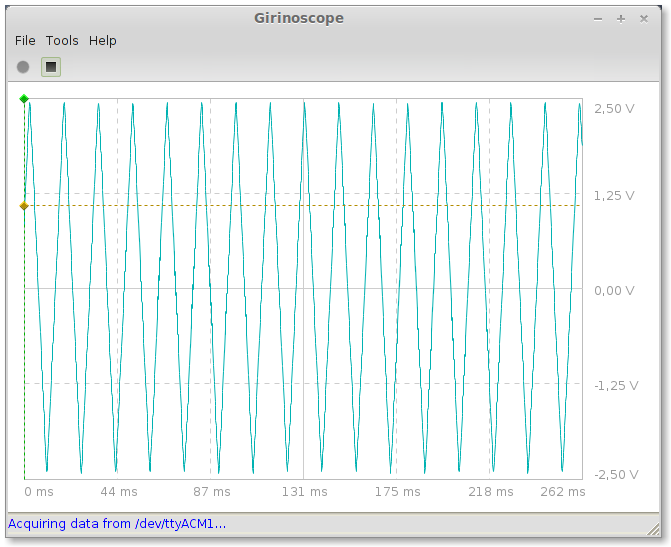 Girinoscope
File Tools Help
2,50 V
1,25 V
0,00 V
-1,25 V
-2,50 V
0 ms 44 ms 87 ms 131 ms 175 ms 218 ms 262 ms
Acquiring data from /dev/ttyACM1...